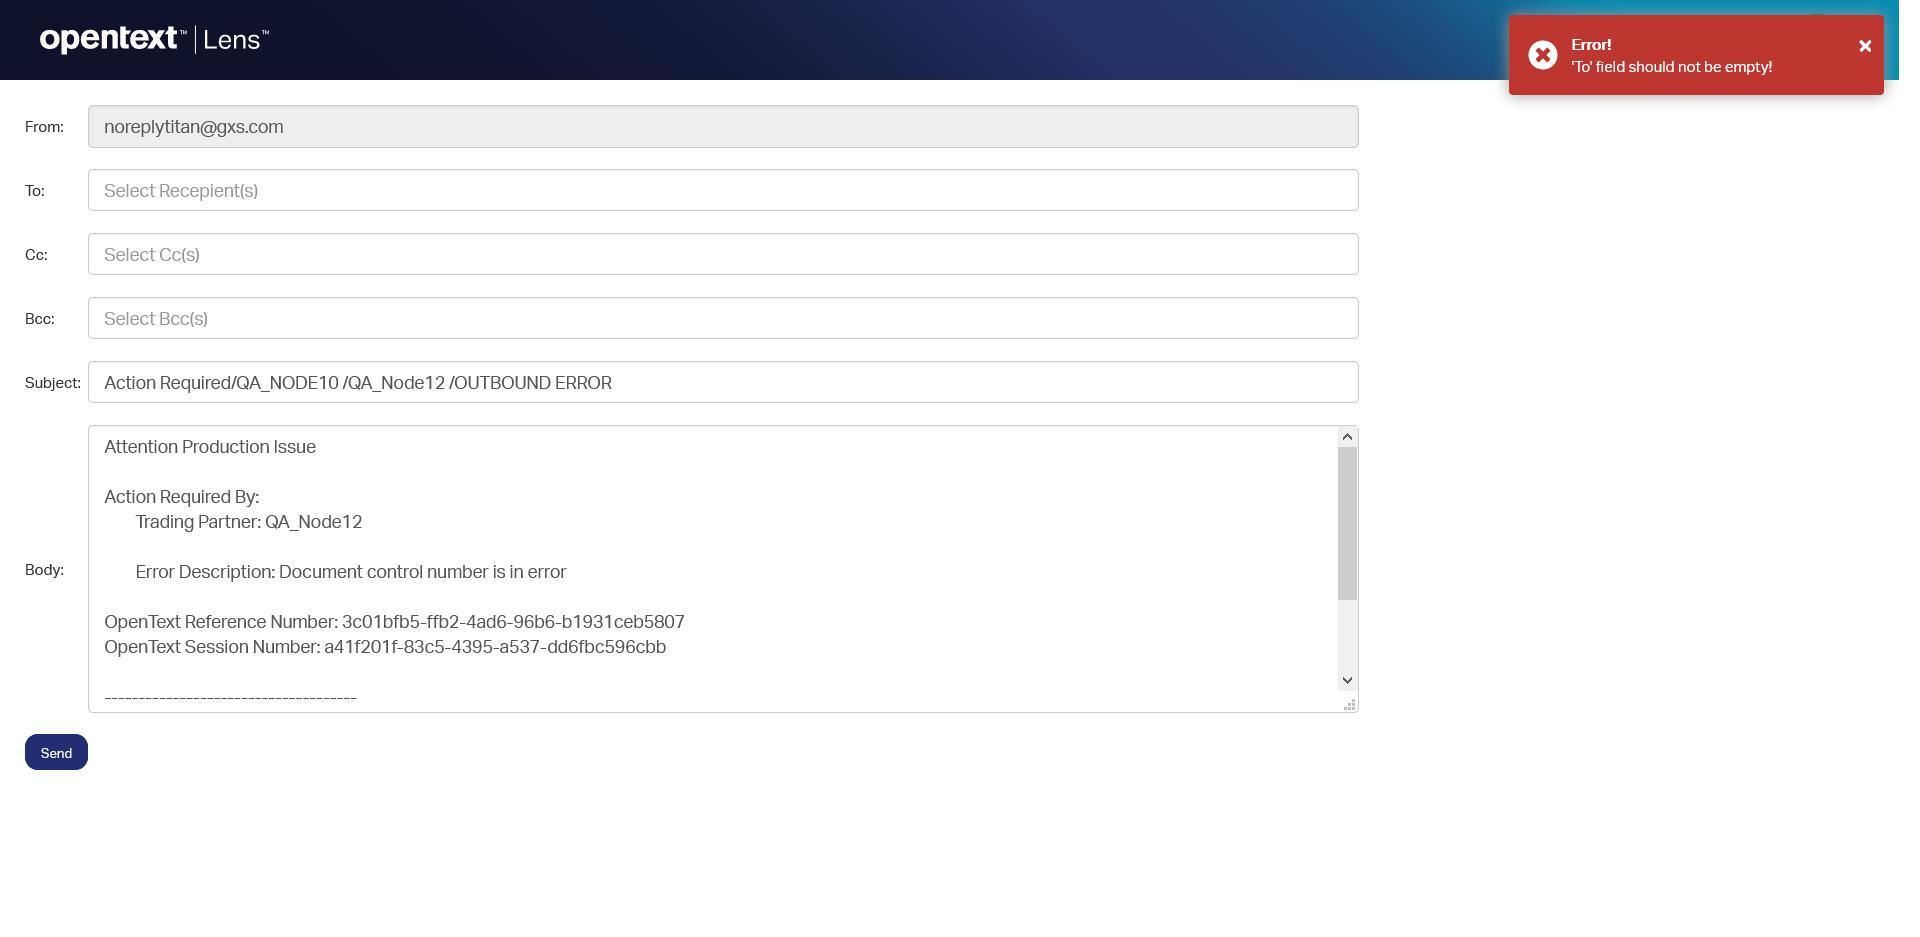 opentext™ | Lens™
Error!
'To' field should not be empty!
From: noreplytitan@gxs.com
To: Select Recepient(s)
Cc: Select Cc(s)
Bcc: Select Bcc(s)
Subject: Action Required/QA_NODE10 /QA_Node12 /OUTBOUND ERROR
Body:
Attention Production Issue
Action Required By:
Trading Partner: QA_Node12
Error Description: Document control number is in error
OpenText Reference Number: 3c01bfb5-ffb2-4ad6-96b6-b1931ceb5807
OpenText Session Number: a41f201f-83c5-4395-a537-dd6fbc596cbb
-------------------------------------
Send